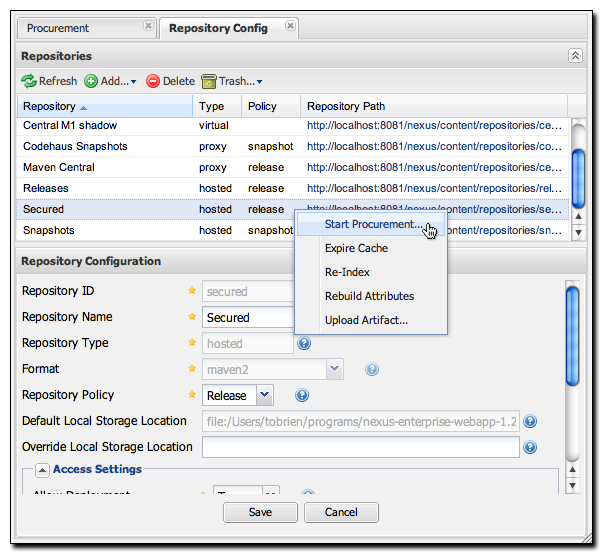 Procurement Repository Config
Repositories
Refresh Add... Delete Trash...
Repository Type Policy Repository Path
Central M1 shadow virtual http://localhost:8081/nexus/content/repositories/ce...
Codehaus Snapshots proxy snapshot http://localhost:8081/nexus/content/repositories/co...
Maven Central proxy release http://localhost:8081/nexus/content/repositories/ce...
Releases hosted release http://localhost:8081/nexus/content/repositories/rel...
Secured hosted release http://localhost:8081/nexus/content/repositories/se...
Snapshots hosted snapshot http://localhost:8081/nexus/content/repositories/sn...
Start Procurement...
Expire Cache
Re-Index
Rebuild Attributes
Upload Artifact...
Repository Configuration
Repository ID secured
Repository Name Secured
Repository Type hosted
Format maven2
Repository Policy Release
Default Local Storage Location file:/Users/tobrien/programs/nexus-enterprise-webapp-1.2
Override Local Storage Location
Access Settings
Allow Deployment
Save Cancel